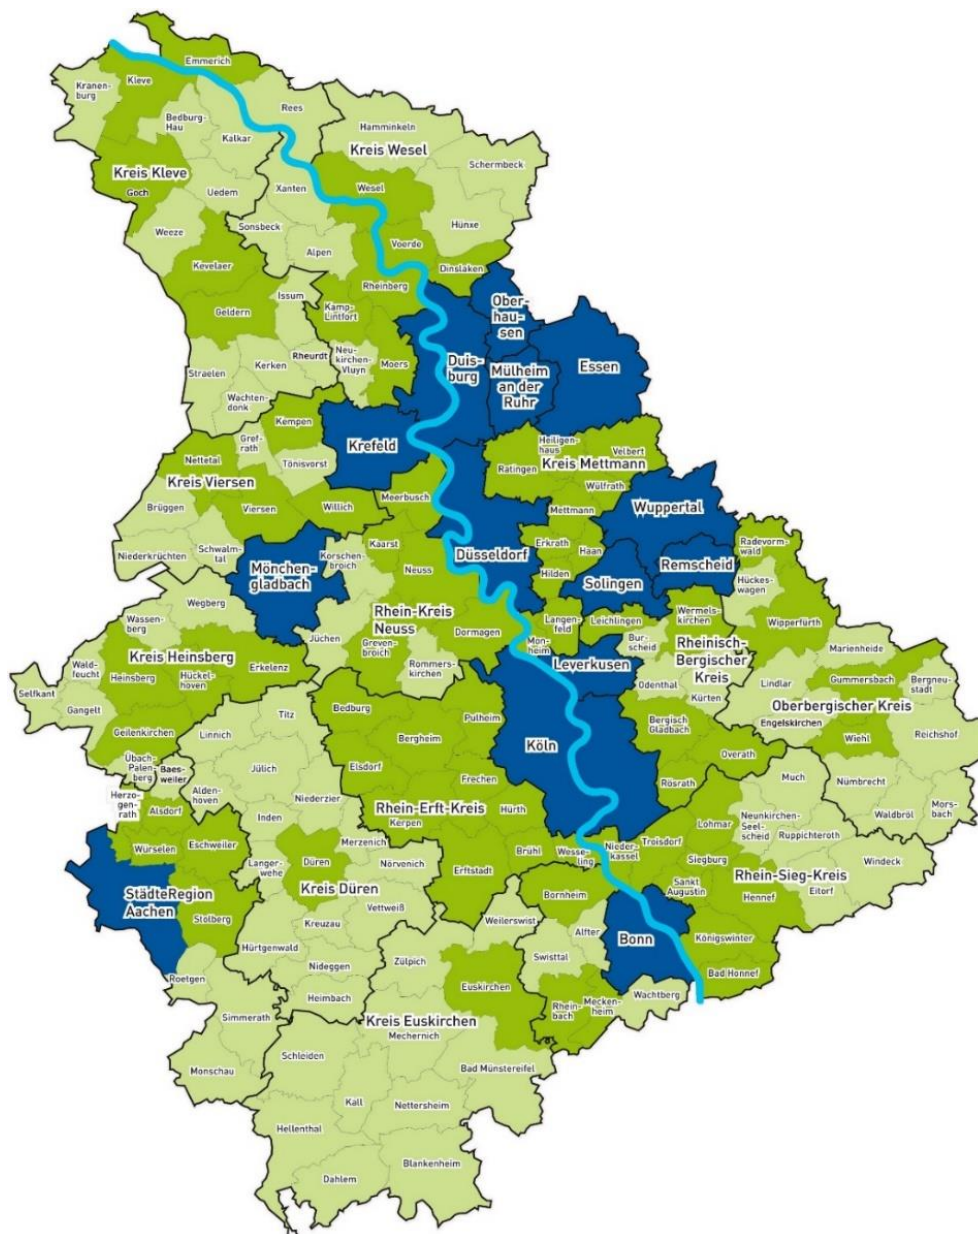 Emmerich
Kleve
Kranen-
burg
Rees
Bedburg-
Hau
Kalkar
Hamminkeln
Kreis Wesel
Schermbeck
Kreis Kleve
Goch
Uedem
Xanten
Wesel
Weeze
Sonsbeck
Hünxe
Alpen
Voerde
Kevelaer
Dinslaken
Rheinberg
Issum
Geldern
Kamp-
Lintfort
Ober-
hau-
sen
Duis-
burg
Essen
Rheurdt
Neu-
kirchen-
Vluyn
Moers
Mülheim
an der
Ruhr
Kerken
Straelen
Wachten-
donk
Kempen
Gref-
rath
Krefeld
Heiligen-
haus
Velbert
Nettetal
Tönisvorst
Ratingen
Kreis Mettmann
Kreis Viersen
Wülfrath
Meerbusch
Brüggen
Viersen
Willich
Mettmann
Wuppertal
Erkrath
Haan
Radevorm-
wald
Niederkrüchten
Schwalm-
tal
Korschen-
broich
Kaarst
Düsseldorf
Mönchen-
gladbach
Neuss
Hilden
Solingen
Remscheid
Hückes-
wagen
Wegberg
Rhein-Kreis
Neuss
Wassen-
berg
Dormagen
Langen-
feld
Leichlingen
Wermels-
kirchen
Wipperfürth
Jüchen
Greven-
broich
Mon-
heim
Bur-
scheid
Rheinisch-
Bergischer
Kreis
Marienheide
Kreis Heinsberg
Wald-
feucht
Heinsberg
Hückel-
hoven
Erkelenz
Rommers-
kirchen
Leverkusen
Odenthal
Kürten
Lindlar
Gummersbach
Bergneu-
stadt
Selfkant
Gangelt
Oberbergischer Kreis
Bedburg
Pulheim
Titz
Engelskirchen
Geilenkirchen
Linnich
Bergheim
Köln
Bergisch
Gladbach
Wiehl
Reichshof
Übach-
Palen-
berg
Baes-
weiler
Jülich
Elsdorf
Overath
Frechen
Rösrath
Much
Nümbrecht
Herzo-
gen-
rath
Alsdorf
Alden-
hoven
Niederzier
Rhein-Erft-Kreis
Kerpen
Hürth
Mors-
bach
Waldbröl
Inden
Lohmar
Neunkirchen-
Seel-
scheid
Ruppichteroth
Würselen
Eschweiler
Merzenich
Troisdorf
Langer-
wehe
Düren
Nörvenich
Brühl
Wesse-
ling
Nieder-
kassel
Siegburg
Windeck
Erftstadt
Sankt
Augustin
Rhein-Sieg-Kreis
Eitorf
StädteRegion
Aachen
Kreis Düren
Bornheim
Hennef
Vettweiß
Stolberg
Kreuzau
Weilerswist
Alfter
Bonn
Königswinter
Hürtgenwald
Zülpich
Swisttal
Nideggen
Bad Honnef
Roetgen
Euskirchen
Wachtberg
Heimbach
Rhein-
bach
Mecken-
heim
Simmerath
Kreis Euskirchen
Mechernich
Schleiden
Monschau
Bad Münstereifel
Kall
Nettersheim
Hellenthal
Blankenheim
Dahlem